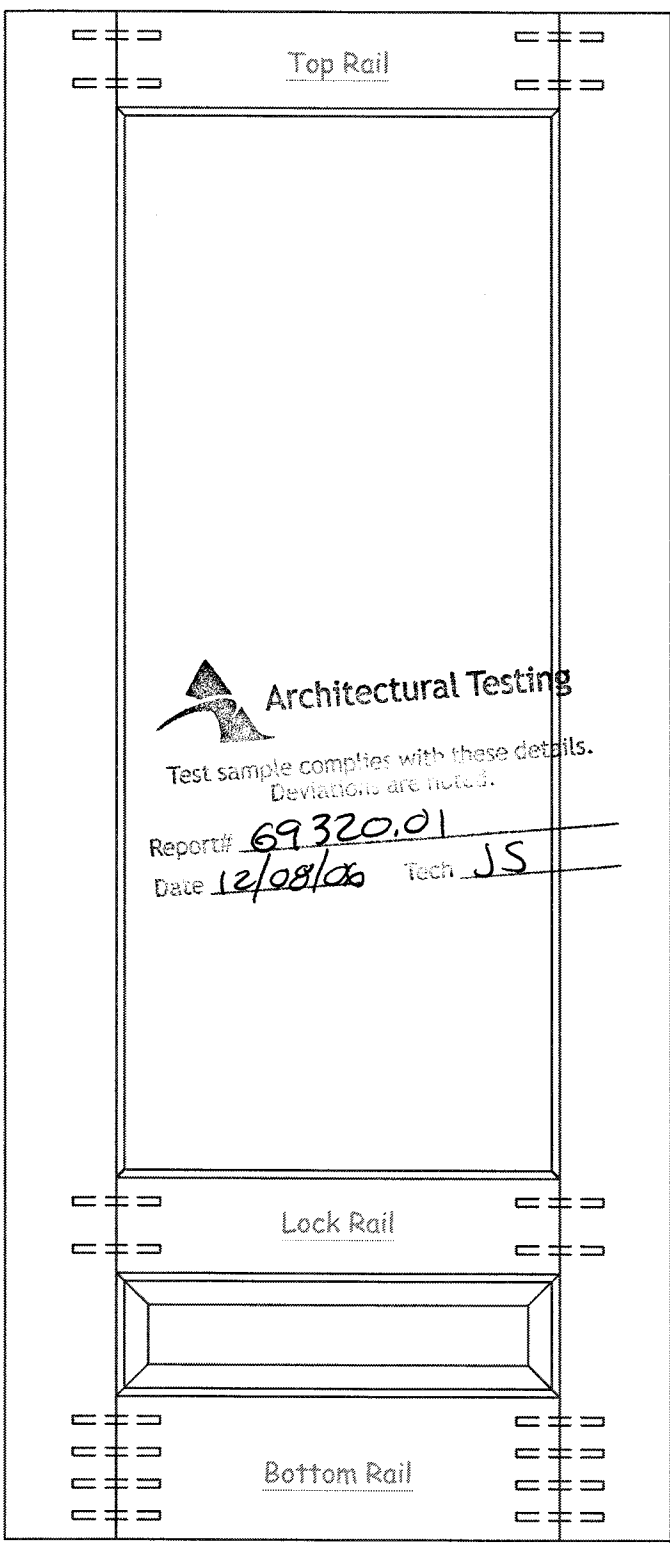 Top Rail
Architectural Testing
Test sample complies with these details.
Deviations are noted.
Report# 69320.01
Date 12/08/06 Tech JS
Lock Rail
Bottom Rail